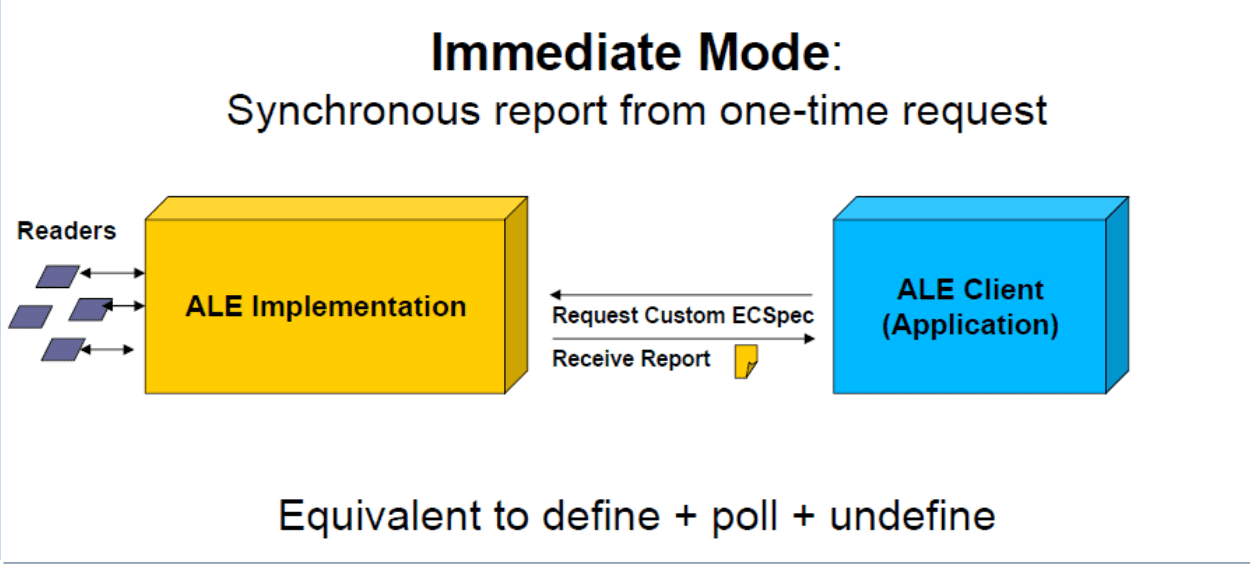 Immediate Mode:
Synchronous report from one-time request
Readers
ALE Implementation
Request Custom ECSpec
Receive Report
ALE Client
(Application)
Equivalent to define + poll + undefine